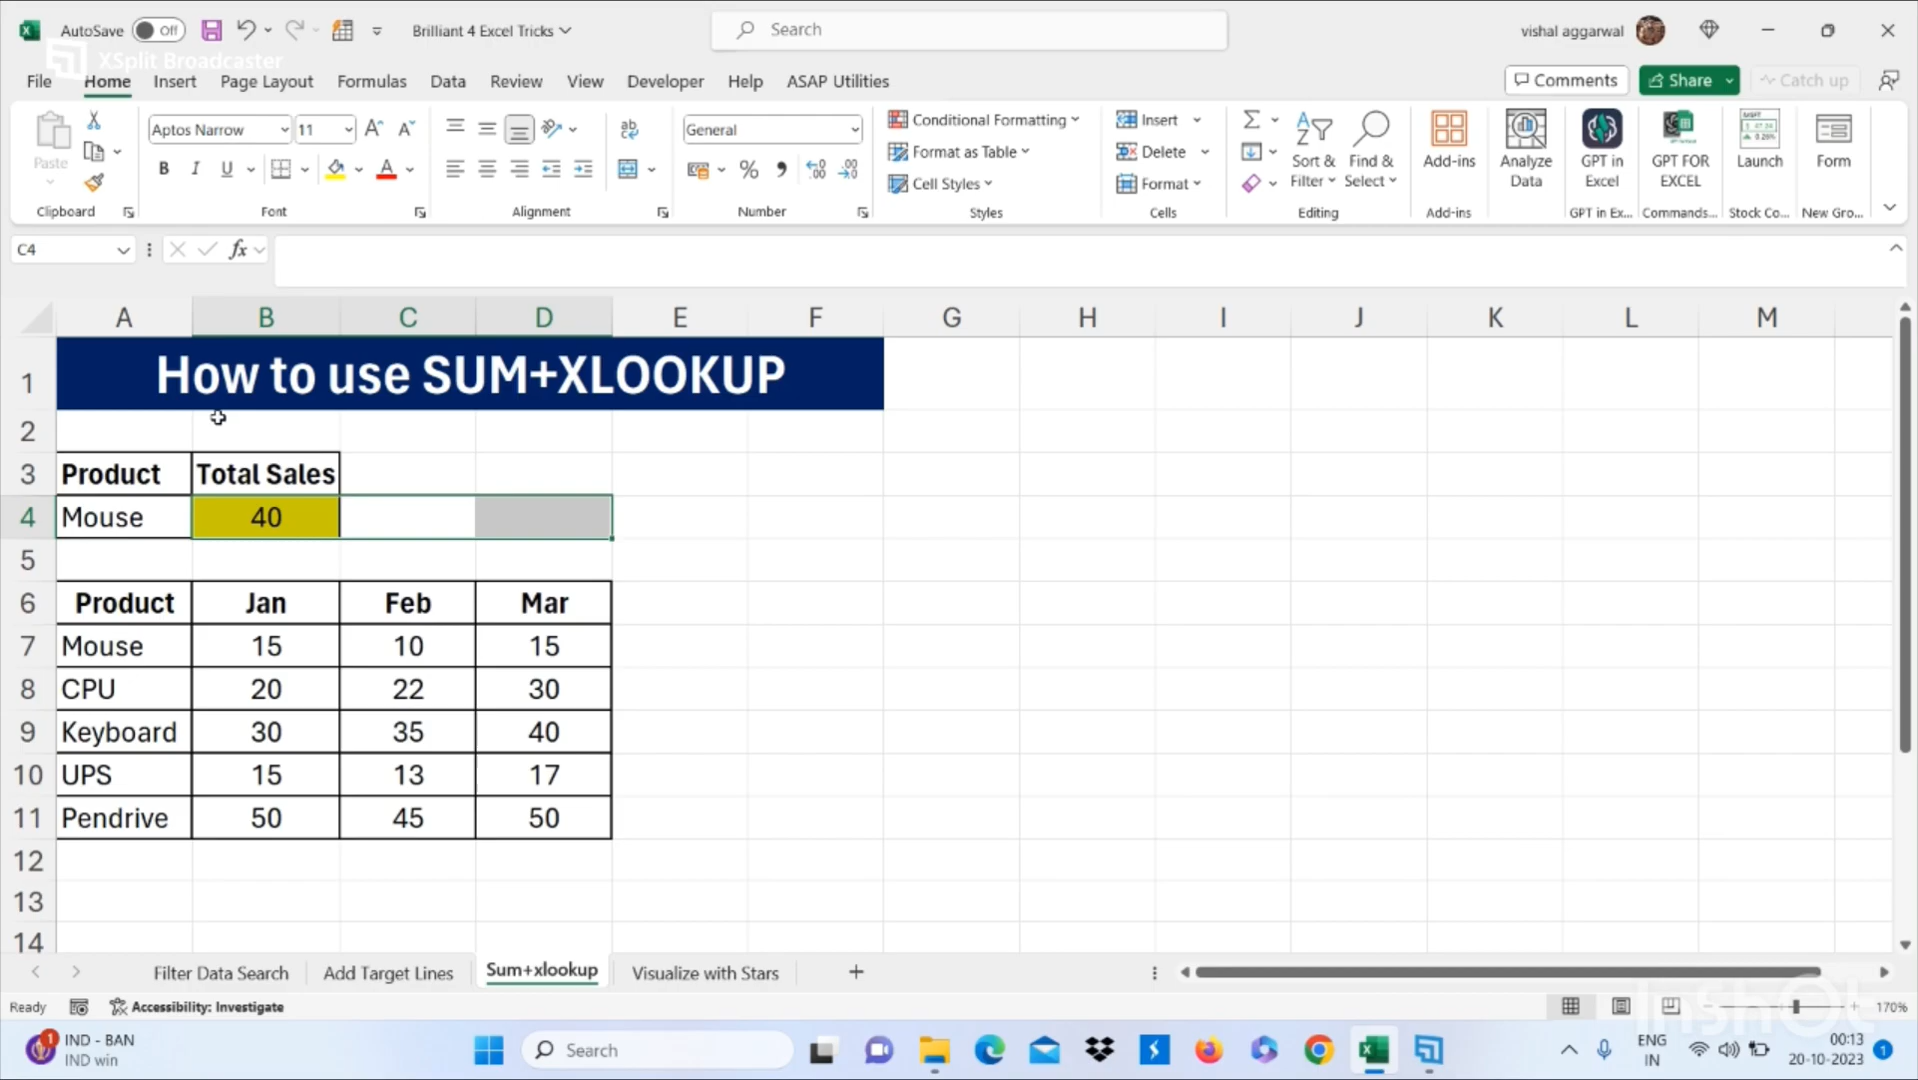 AutoSave Off Brilliant 4 Excel Tricks Search vishal aggarwal
XSplit Broadcaster
File Home Insert Page Layout Formulas Data Review View Developer Help ASAP Utilities Comments Share Catch up
Paste Aptos Narrow 11 General Conditional Formatting Insert
Format as Table Delete
Cell Styles Format
B I U
Sort & Filter Find & Select Add-ins Analyze Data GPT in Excel GPT FOR EXCEL Launch Form
Clipboard Font Alignment Number Styles Cells Editing Add-ins GPT in Ex... Commands... Stock Co... New Gro...
C4 fx
A B C D E F G H I J K L M
1 How to use SUM+XLOOKUP
2
3 Product Total Sales
4 Mouse 40
5
6 Product Jan Feb Mar
7 Mouse 15 10 15
8 CPU 20 22 30
9 Keyboard 30 35 40
10 UPS 15 13 17
11 Pendrive 50 45 50
12
13
14
Filter Data Search Add Target Lines Sum+xlookup Visualize with Stars
Ready Accessibility: Investigate 170%
InShOt
1 IND - BAN
IND win
Search
ENG
IN
00:13
20-10-2023
1